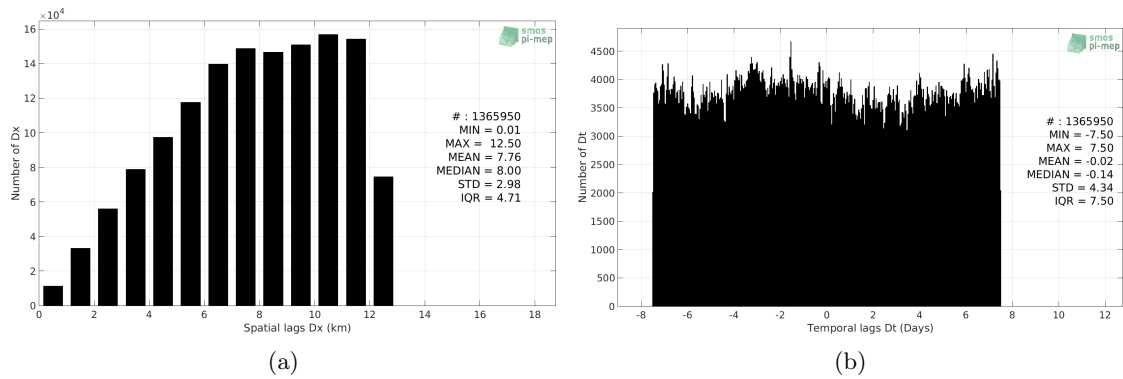 ×10⁴
16
14
12
10
8
6
4
2
0
Number of Dx
0 2 4 6 8 10 12 14 16 18
Spatial lags Dx (km)
smos
pi-mep
# : 1365950
MIN = 0.01
MAX = 12.50
MEAN = 7.76
MEDIAN = 8.00
STD = 2.98
IQR = 4.71
(a)
4500
4000
3500
3000
2500
2000
1500
1000
500
0
Number of Dt
-8 -6 -4 -2 0 2 4 6 8 10 12
Temporal lags Dt (Days)
smos
pi-mep
# : 1365950
MIN = -7.50
MAX = 7.50
MEAN = -0.02
MEDIAN = -0.14
STD = 4.34
IQR = 7.50
(b)